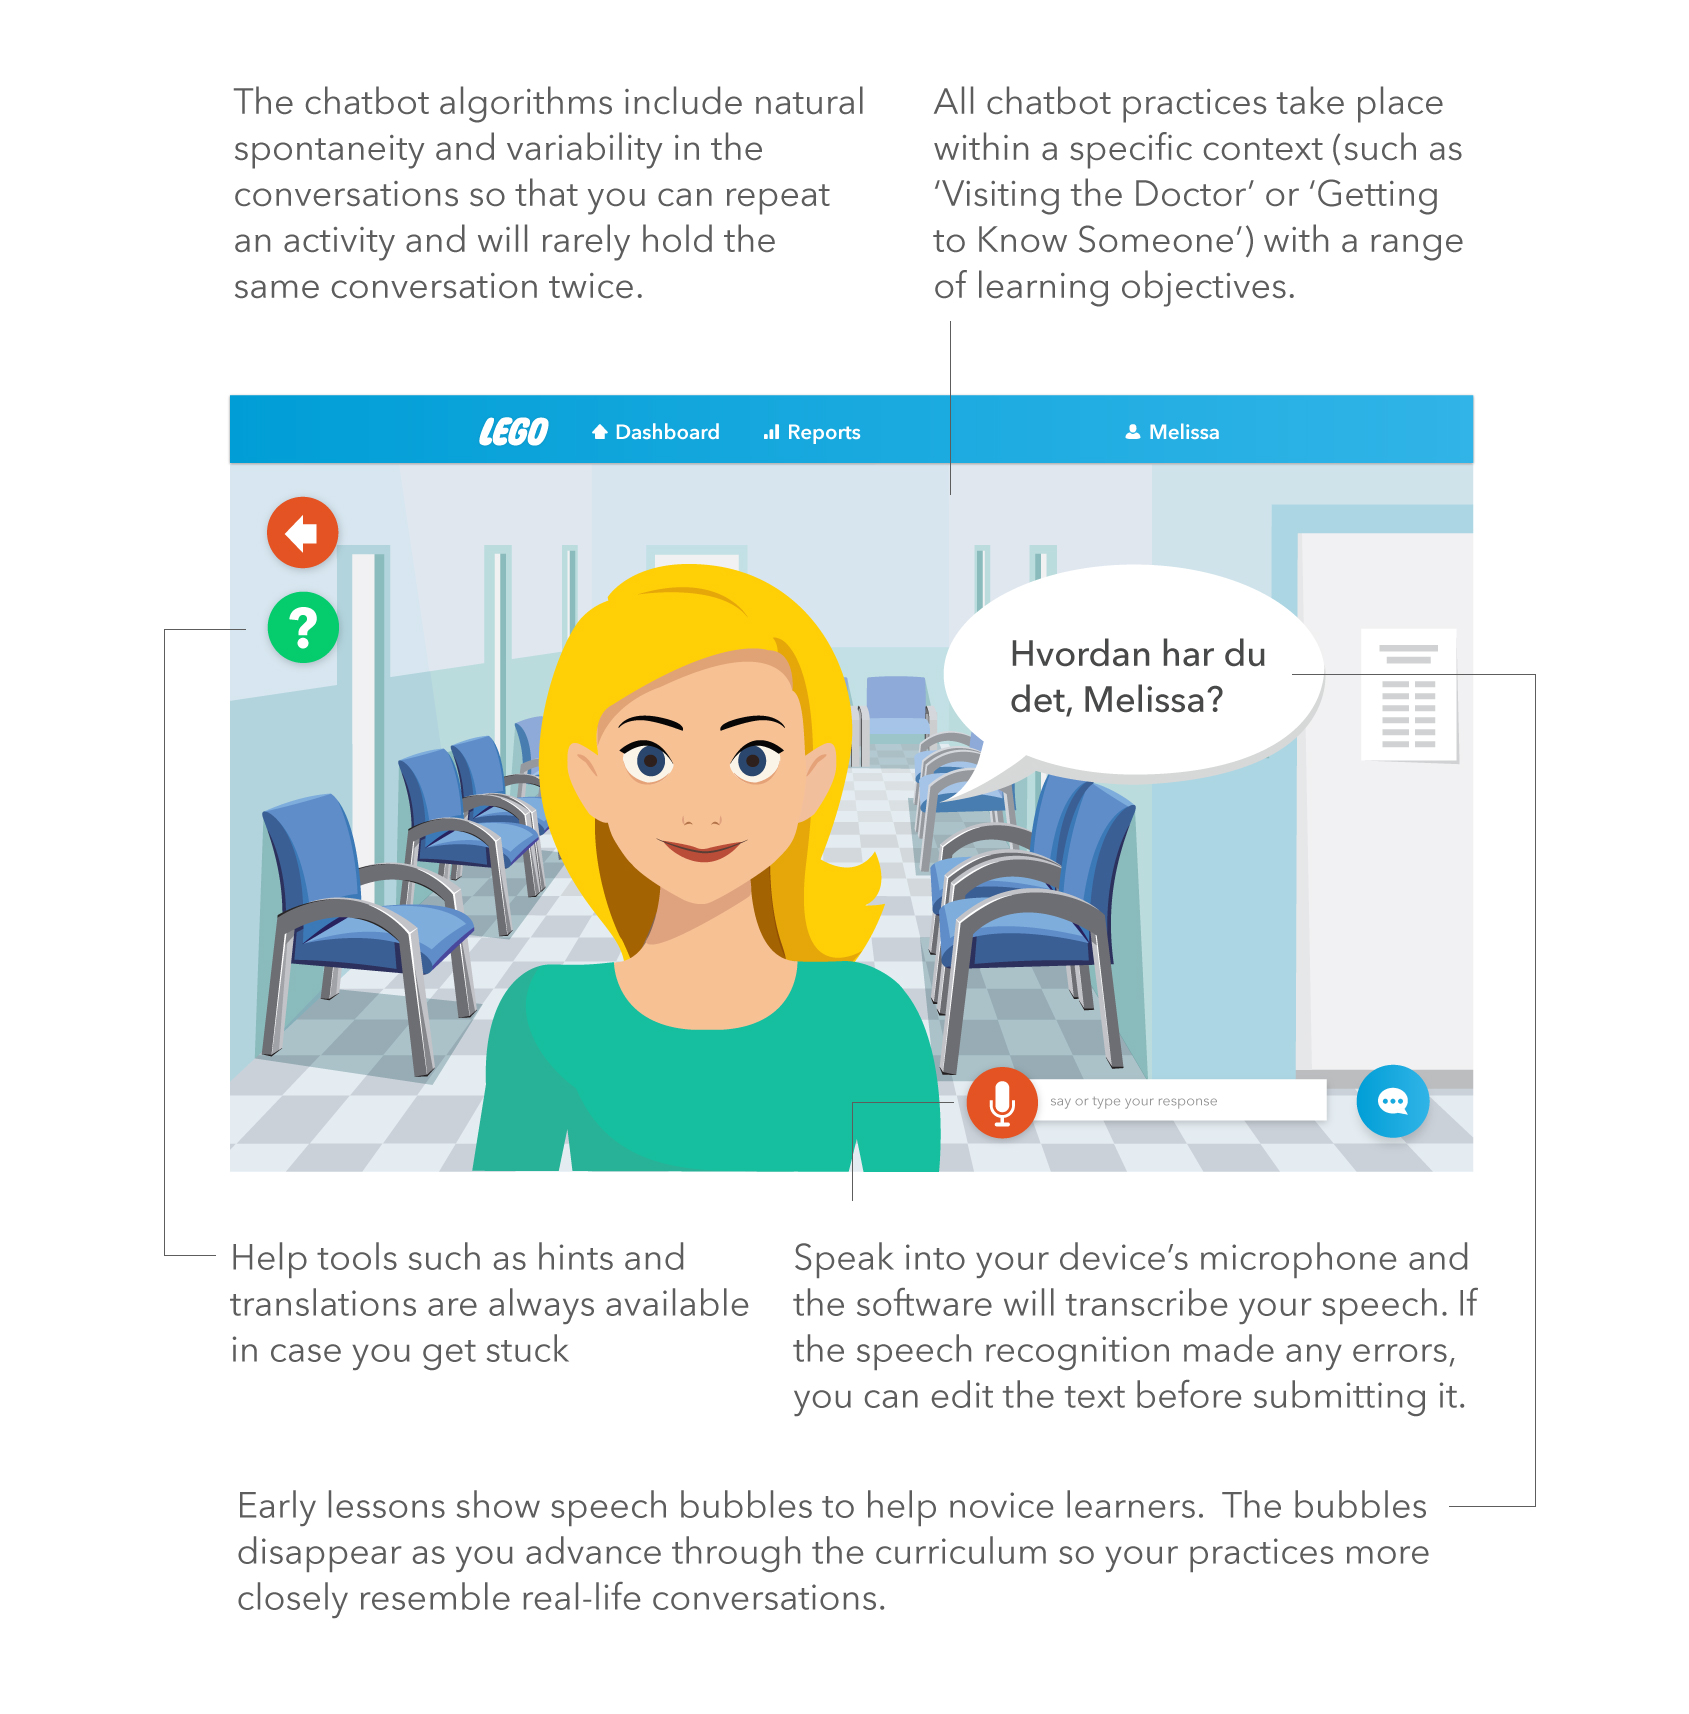 The chatbot algorithms include natural
spontaneity and variability in the
conversations so that you can repeat
an activity and will rarely hold the
same conversation twice.
All chatbot practices take place
within a specific context (such as
‘Visiting the Doctor’ or ‘Getting
to Know Someone’) with a range
of learning objectives.
LEGO Dashboard Reports Melissa
?
Hvordan har du
det, Melissa?
say or type your response
Help tools such as hints and
translations are always available
in case you get stuck
Speak into your device’s microphone and
the software will transcribe your speech. If
the speech recognition made any errors,
you can edit the text before submitting it.
Early lessons show speech bubbles to help novice learners.  The bubbles
disappear as you advance through the curriculum so your practices more
closely resemble real-life conversations.